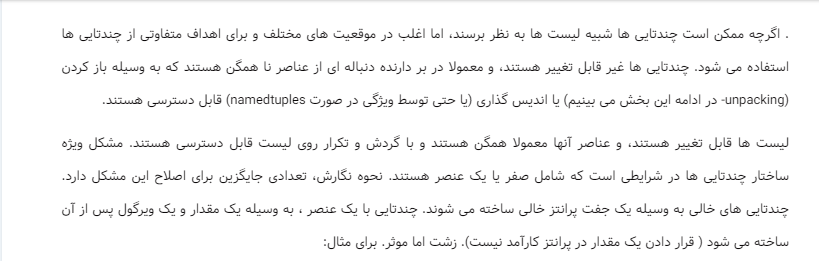 . اگرچه ممکن است چندتایی ها شبیه لیست ها به نظر برسند، اما اغلب در موقعیت های مختلف و برای اهداف متفاوتی از چندتایی ها
استفاده می شود. چندتایی ها غیر قابل تغییر هستند، و معمولا در بر دارنده دنباله ای از عناصر نا همگن هستند که به وسیله باز کردن
(unpacking- در ادامه این بخش می بینیم) یا اندیس گذاری (یا حتی توسط ویژگی در صورت namedtuples) قابل دسترسی هستند.
لیست ها قابل تغییر هستند، و عناصر آنها معمولا همگن هستند و با گردش و تکرار روی لیست قابل دسترسی هستند. مشکل ویژه
ساختار چندتایی ها در شرایطی است که شامل صفر یا یک عنصر هستند. نحوه نگارش، تعدادی جایگزین برای اصلاح این مشکل دارد.
چندتایی های خالی به وسیله یک جفت پرانتز خالی ساخته می شوند. چندتایی با یک عنصر ، به وسیله یک مقدار و یک ویرگول پس از آن
ساخته می شود ( قرار دادن یک مقدار در پرانتز کارآمد نیست). زشت اما موثر. برای مثال: